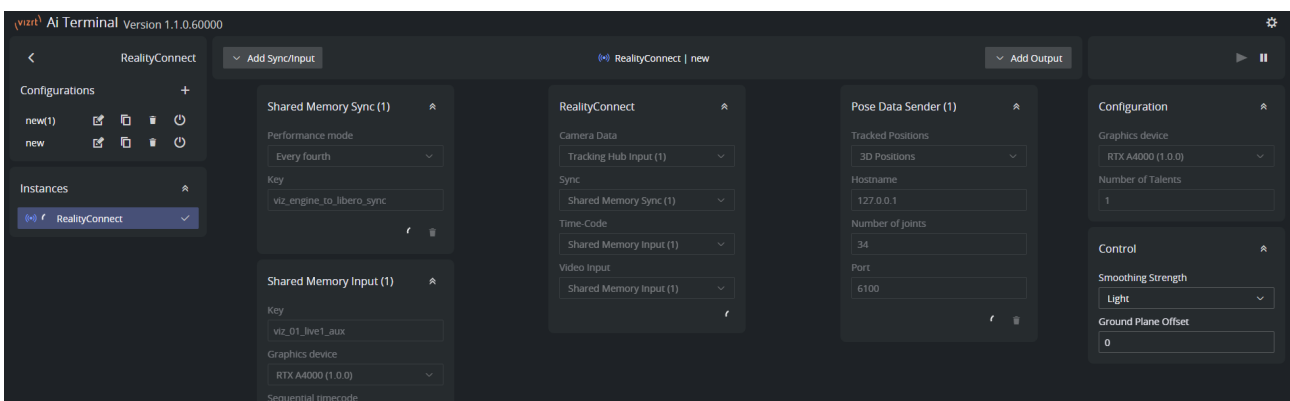 vizrt Ai Terminal Version 1.1.0.60000
RealityConnect
Configurations
new(1)
new
Instances
RealityConnect
Add Sync/Input
RealityConnect | new
Add Output
Shared Memory Sync (1)
Performance mode
Every fourth
Key
viz_engine_to_libero_sync
Shared Memory Input (1)
Key
viz_01_live1_aux
Graphics device
RTX A4000 (1.0.0)
Sequential timecode
RealityConnect
Camera Data
Tracking Hub Input (1)
Sync
Shared Memory Sync (1)
Time-Code
Shared Memory Input (1)
Video Input
Shared Memory Input (1)
Pose Data Sender (1)
Tracked Positions
3D Positions
Hostname
127.0.0.1
Number of joints
34
Port
6100
Configuration
Graphics device
RTX A4000 (1.0.0)
Number of Talents
1
Control
Smoothing Strength
Light
Ground Plane Offset
0